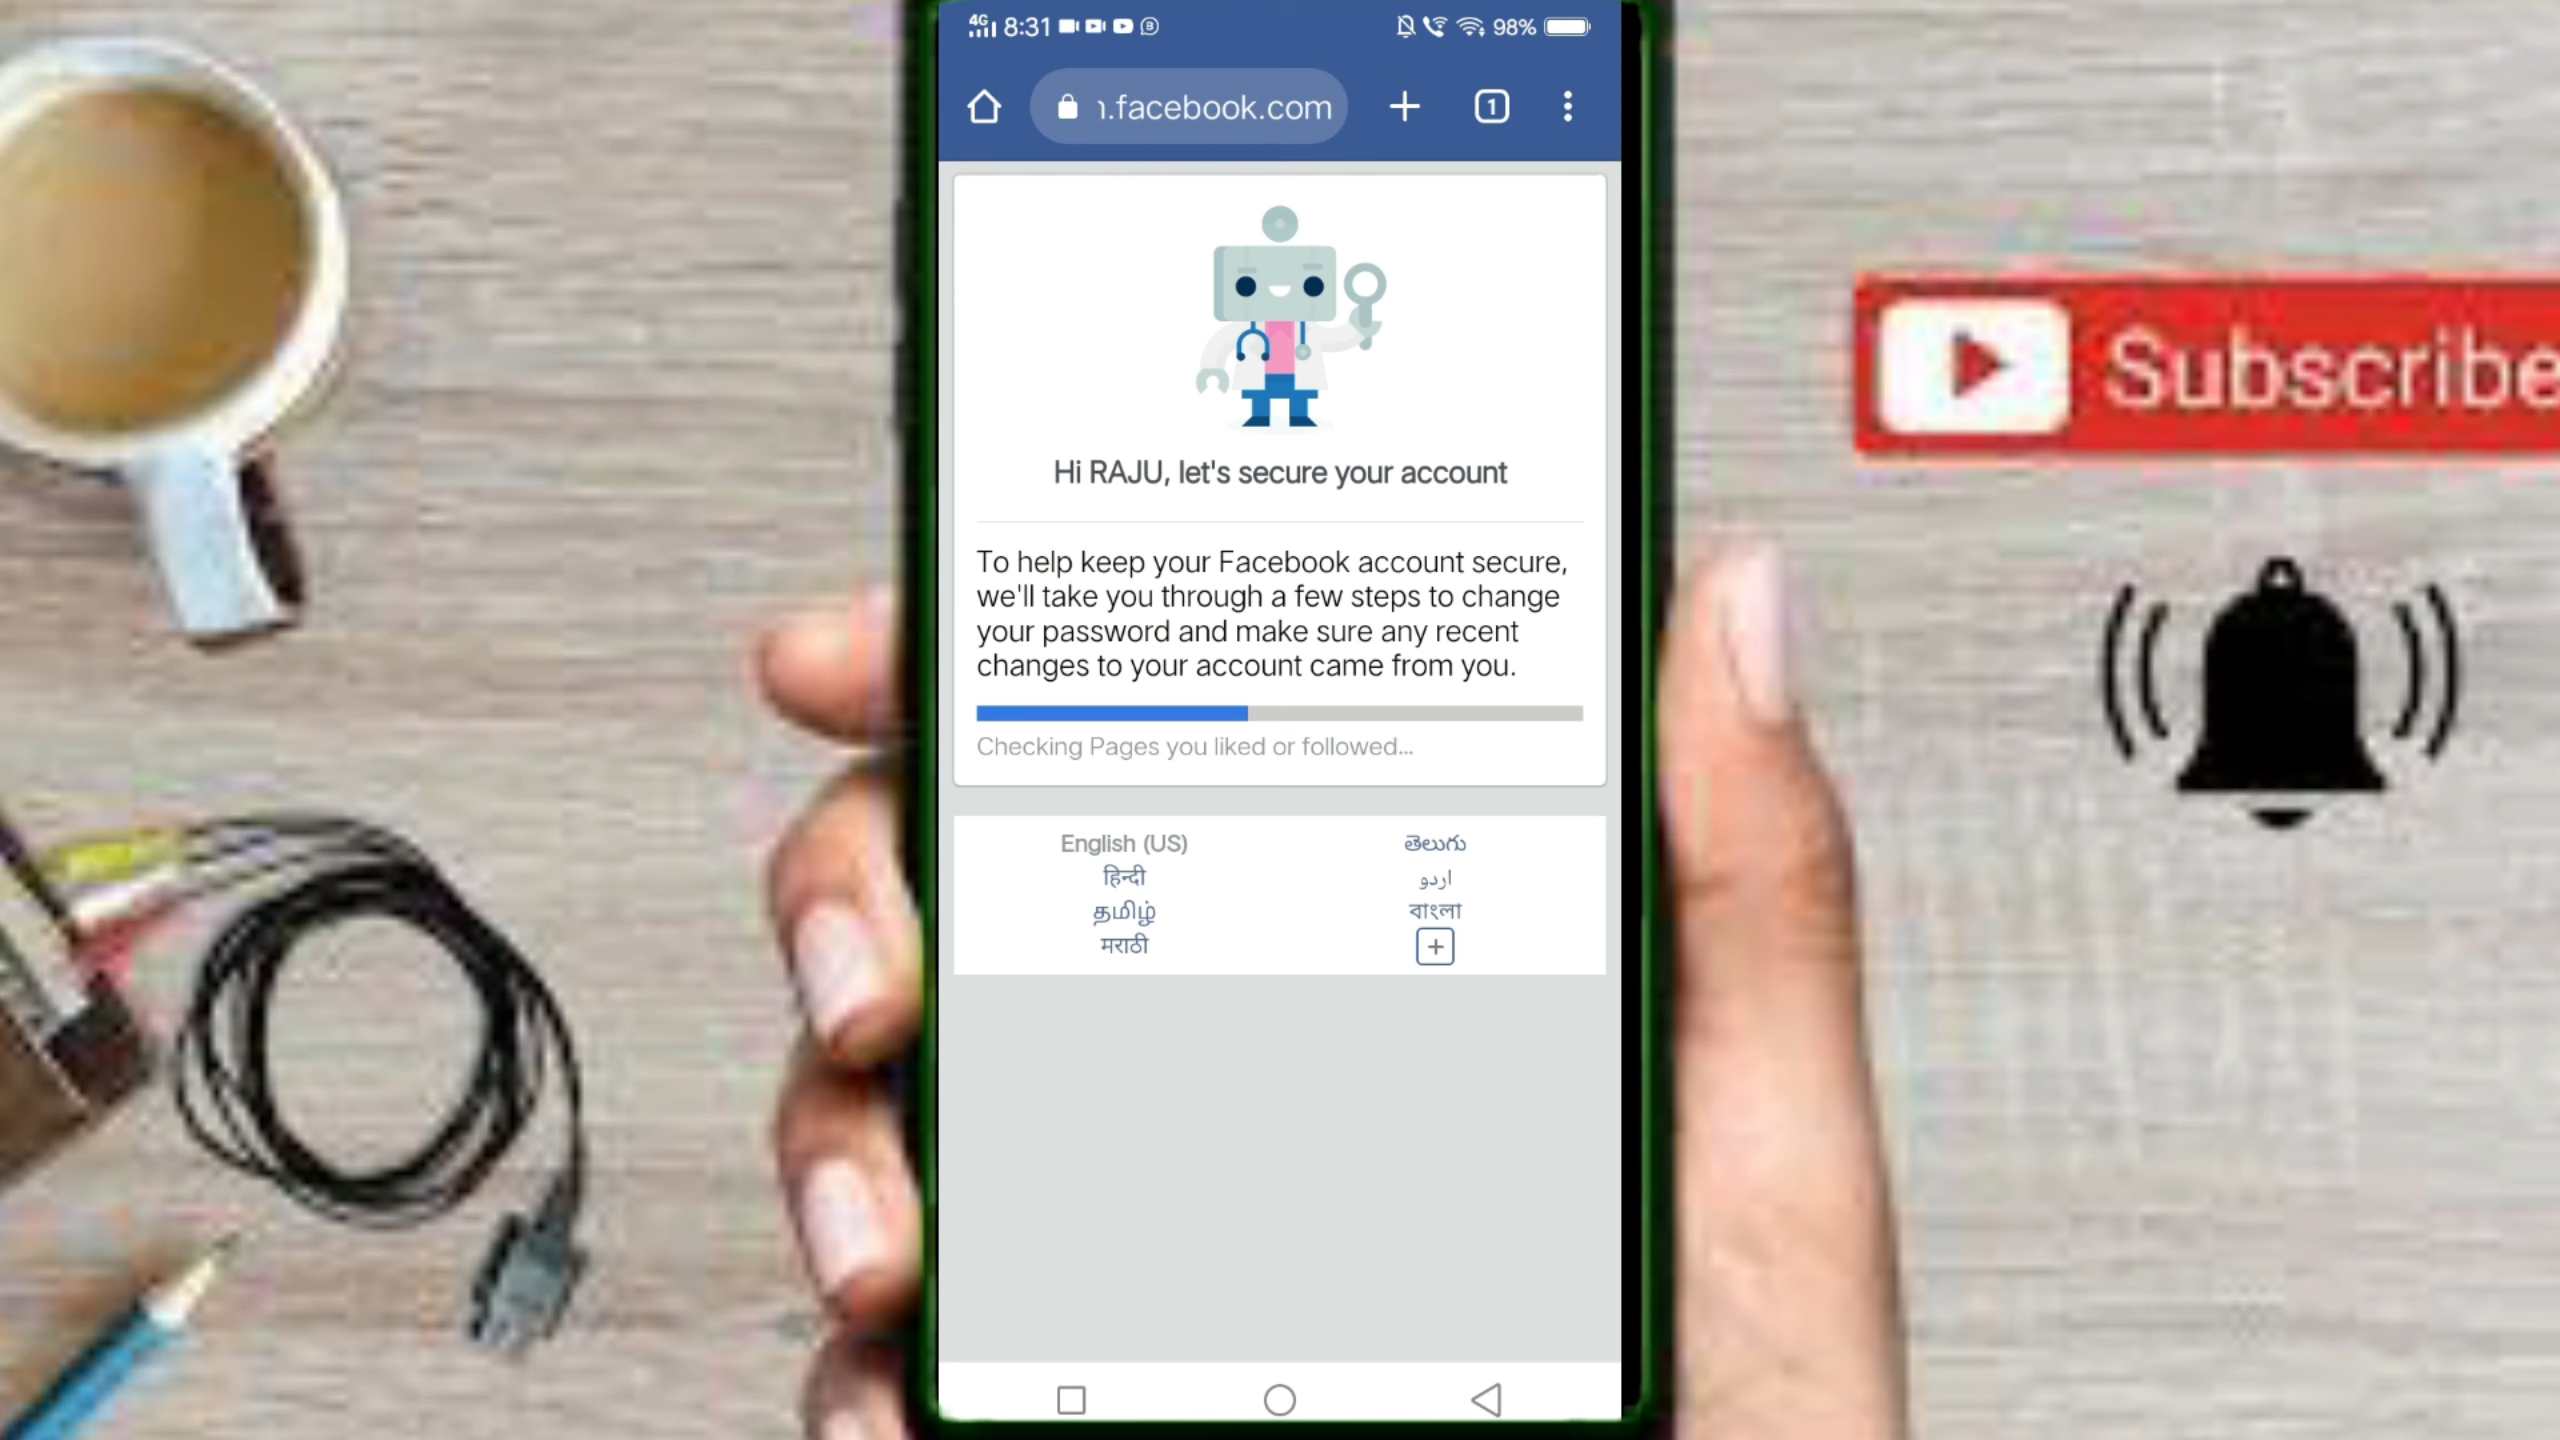 4G 8:31 98%
.facebook.com
1
Hi RAJU, let's secure your account
To help keep your Facebook account secure,
we'll take you through a few steps to change
your password and make sure any recent
changes to your account came from you.
Checking Pages you liked or followed...
English (US)
తెలుగు
हिन्दी
اردو
தமிழ்
বাংলা
मराठी
Subscribe